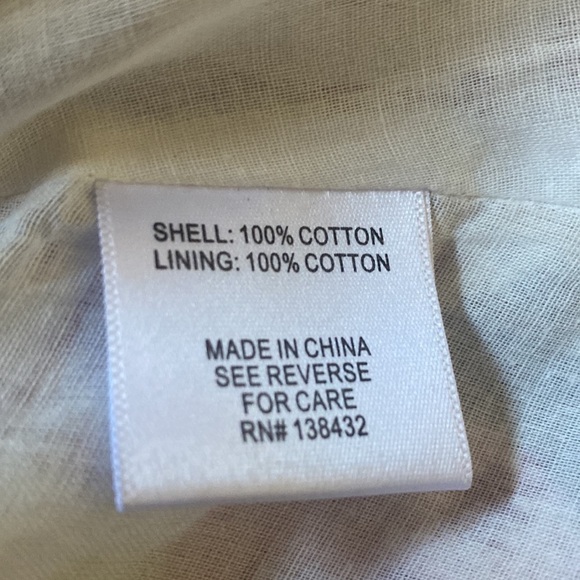 SHELL: 100% COTTON
LINING: 100% COTTON
MADE IN CHINA
SEE REVERSE
FOR CARE
RN# 138432